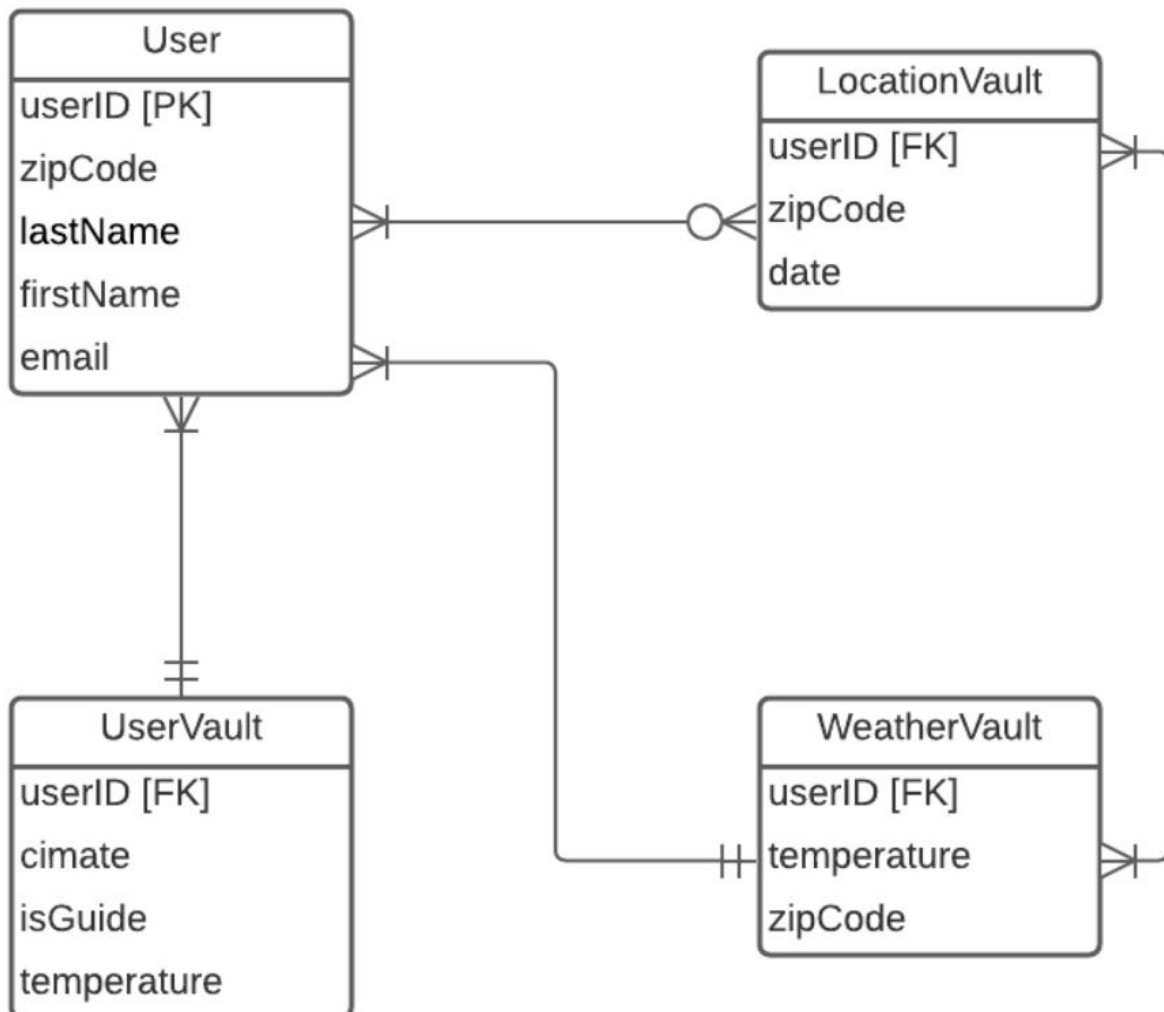 User
userID [PK]
zipCode
lastName
firstName
email
LocationVault
userID [FK]
zipCode
date
UserVault
userID [FK]
cimate
isGuide
temperature
WeatherVault
userID [FK]
temperature
zipCode